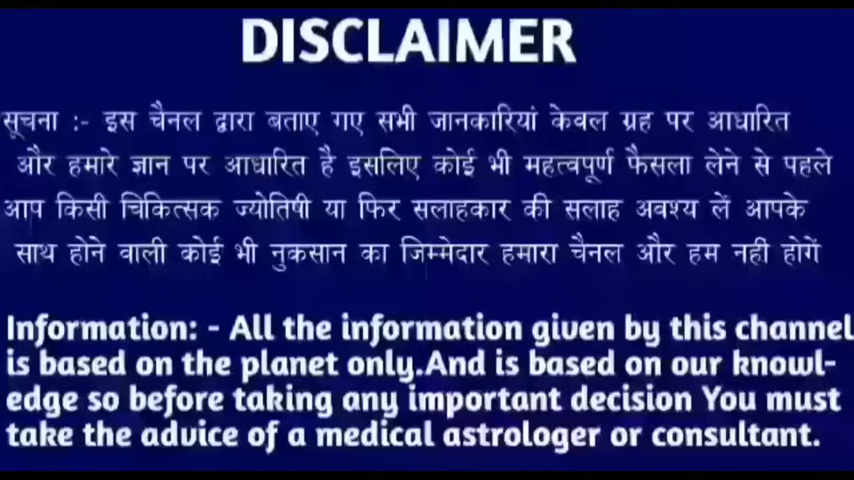 DISCLAIMER
सूचना :- इस चैनल द्वारा बताए गए सभी जानकारियां केवल ग्रह पर आधारित
और हमारे ज्ञान पर आधारित है इसलिए कोई भी महत्वपूर्ण फैसला लेने से पहले
आप किसी चिकित्सक ज्योतिषी या फिर सलाहकार की सलाह अवश्य लें आपके
साथ होने वाली कोई भी नुकसान का जिम्मेदार हमारा चैनल और हम नही होगें
Information: - All the information given by this channel
is based on the planet only.And is based on our knowl-
edge so before taking any important decision You must
take the advice of a medical astrologer or consultant.